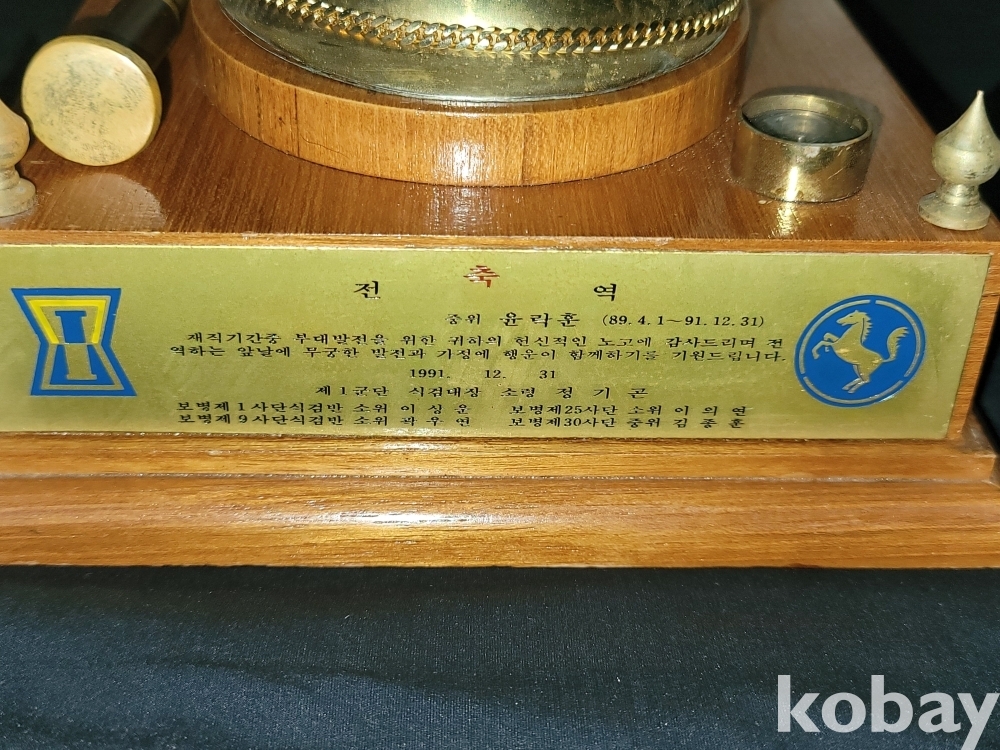 축
전 역
중위 윤락훈 (89.4.1~91.12.31)
재직기간중 부대발전을 위한 귀하의 헌신적인 노고에 감사드리며 전
역하는 앞날에 무궁한 발전과 가정에 행운이 함께하기를 기원드립니다.
1991. 12. 31
제1군단 식검대장 소령 정기곤
보병제1사단식검반 소위 이상운 보병제25사단 소위 이의연
보병제9사단식검반 소위 곽우연 보병제30사단 중위 김종훈
kobay